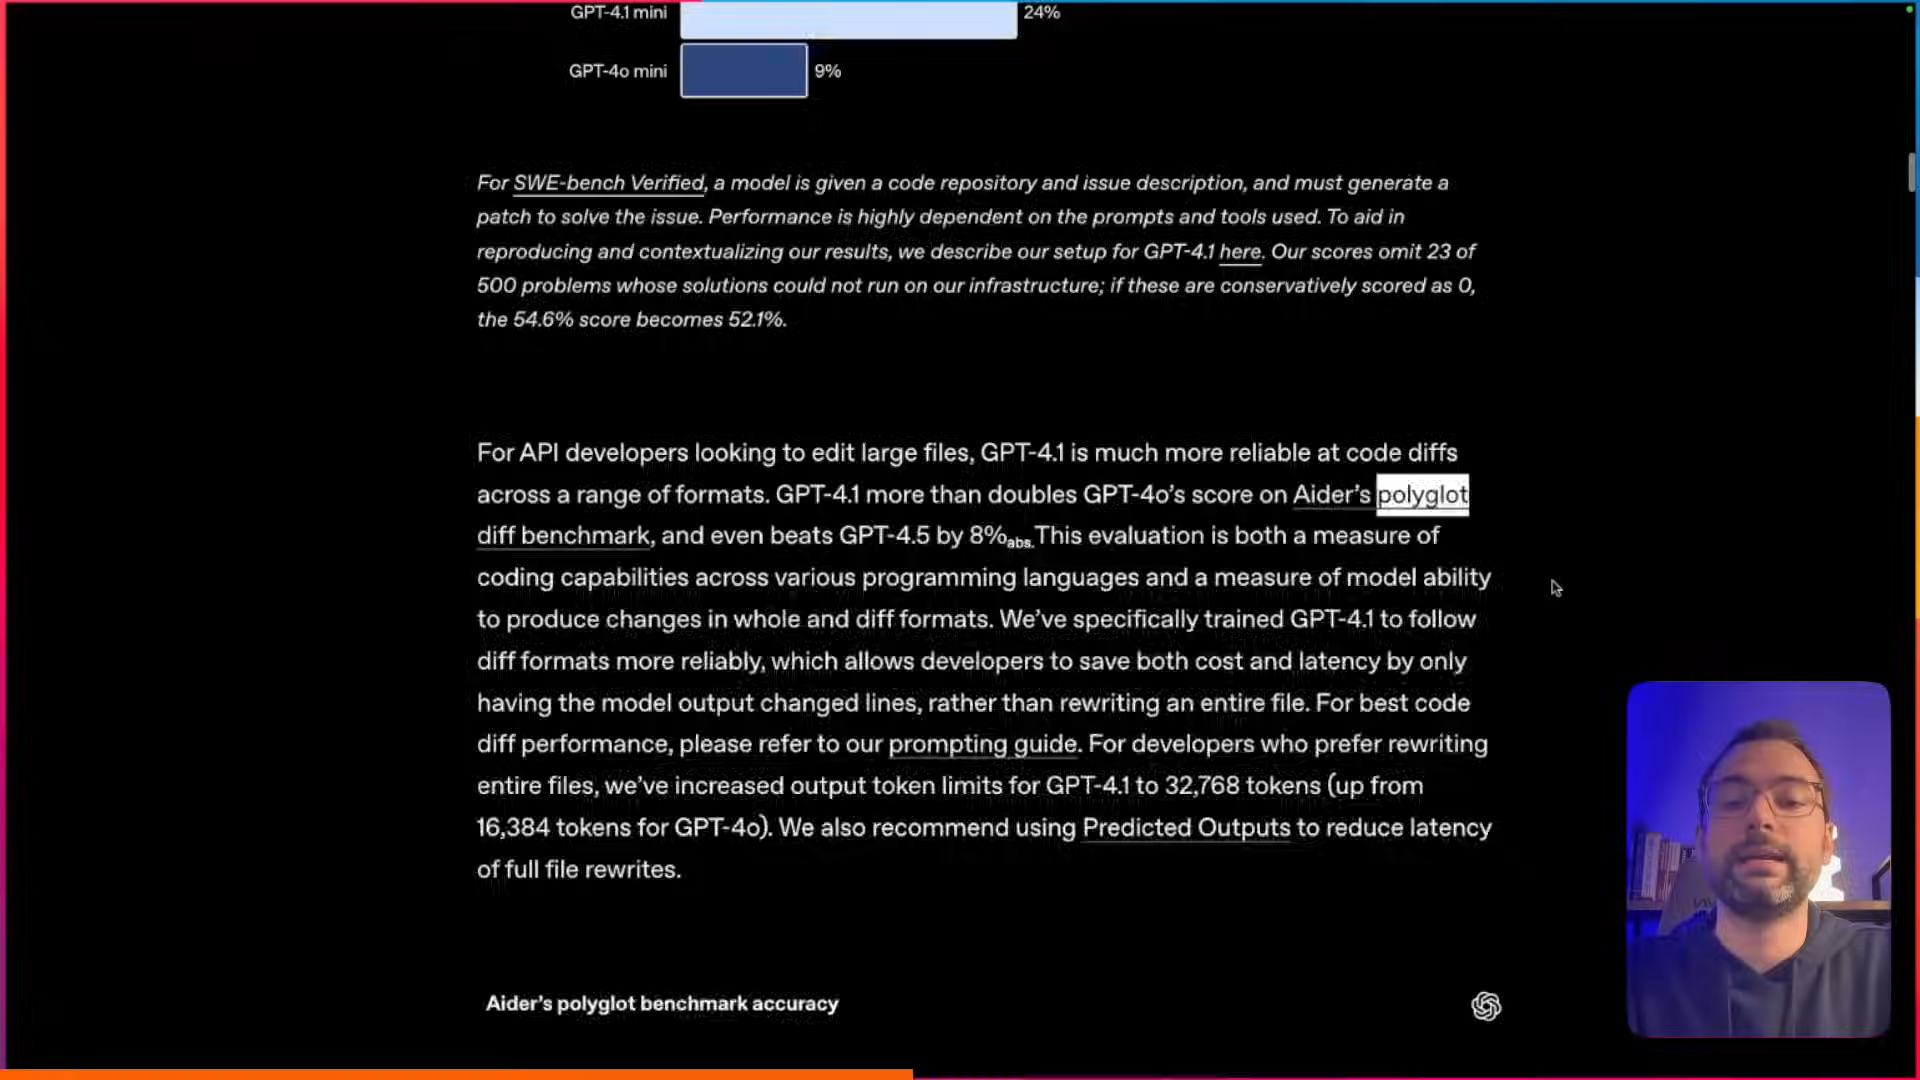 GPT-4.1 mini 24%
GPT-4o mini 9%
For SWE-bench Verified, a model is given a code repository and issue description, and must generate a
patch to solve the issue. Performance is highly dependent on the prompts and tools used. To aid in
reproducing and contextualizing our results, we describe our setup for GPT-4.1 here. Our scores omit 23 of
500 problems whose solutions could not run on our infrastructure; if these are conservatively scored as 0,
the 54.6% score becomes 52.1%.
For API developers looking to edit large files, GPT-4.1 is much more reliable at code diffs
across a range of formats. GPT-4.1 more than doubles GPT-4o’s score on Aider’s polyglot
diff benchmark, and even beats GPT-4.5 by 8%abs. This evaluation is both a measure of
coding capabilities across various programming languages and a measure of model ability
to produce changes in whole and diff formats. We’ve specifically trained GPT-4.1 to follow
diff formats more reliably, which allows developers to save both cost and latency by only
having the model output changed lines, rather than rewriting an entire file. For best code
diff performance, please refer to our prompting guide. For developers who prefer rewriting
entire files, we’ve increased output token limits for GPT-4.1 to 32,768 tokens (up from
16,384 tokens for GPT-4o). We also recommend using Predicted Outputs to reduce latency
of full file rewrites.
Aider’s polyglot benchmark accuracy